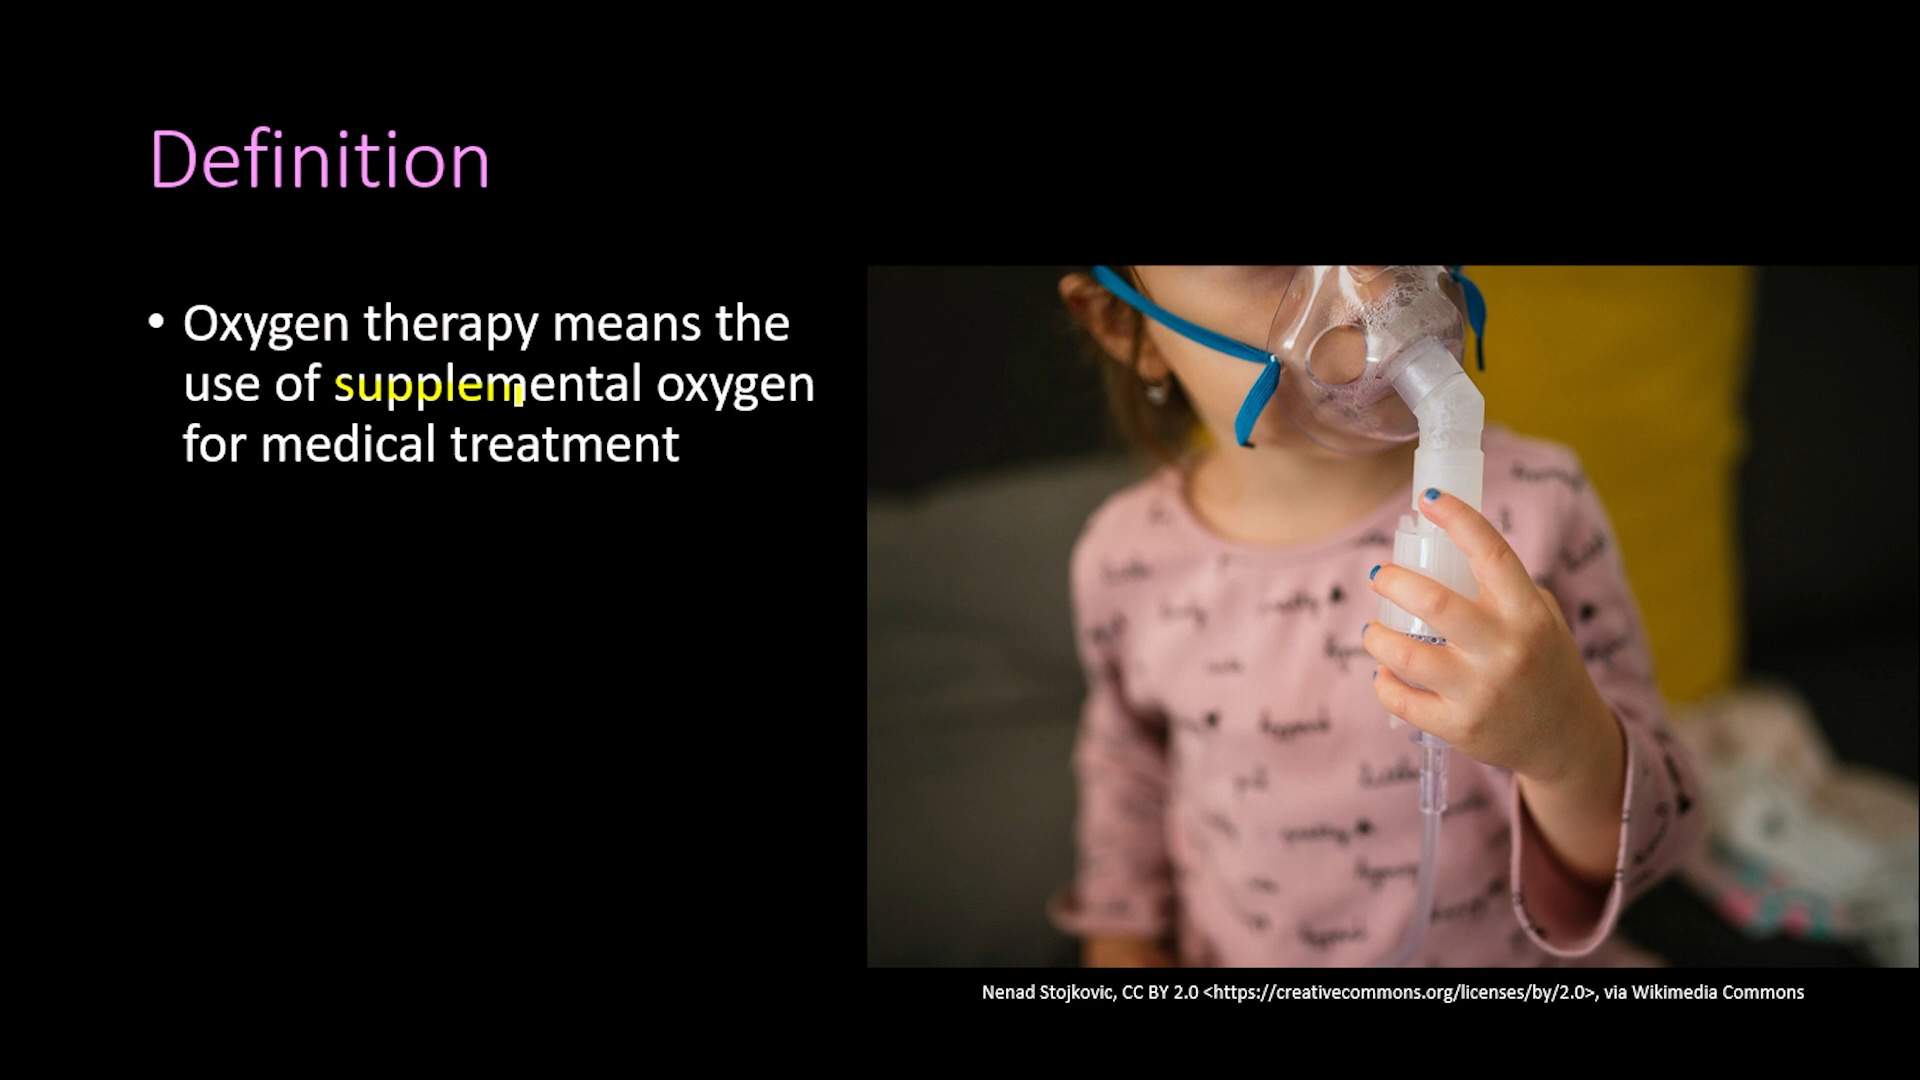 Definition
• Oxygen therapy means the
use of supplemental oxygen
for medical treatment
Nenad Stojkovic, CC BY 2.0 <https://creativecommons.org/licenses/by/2.0>, via Wikimedia Commons